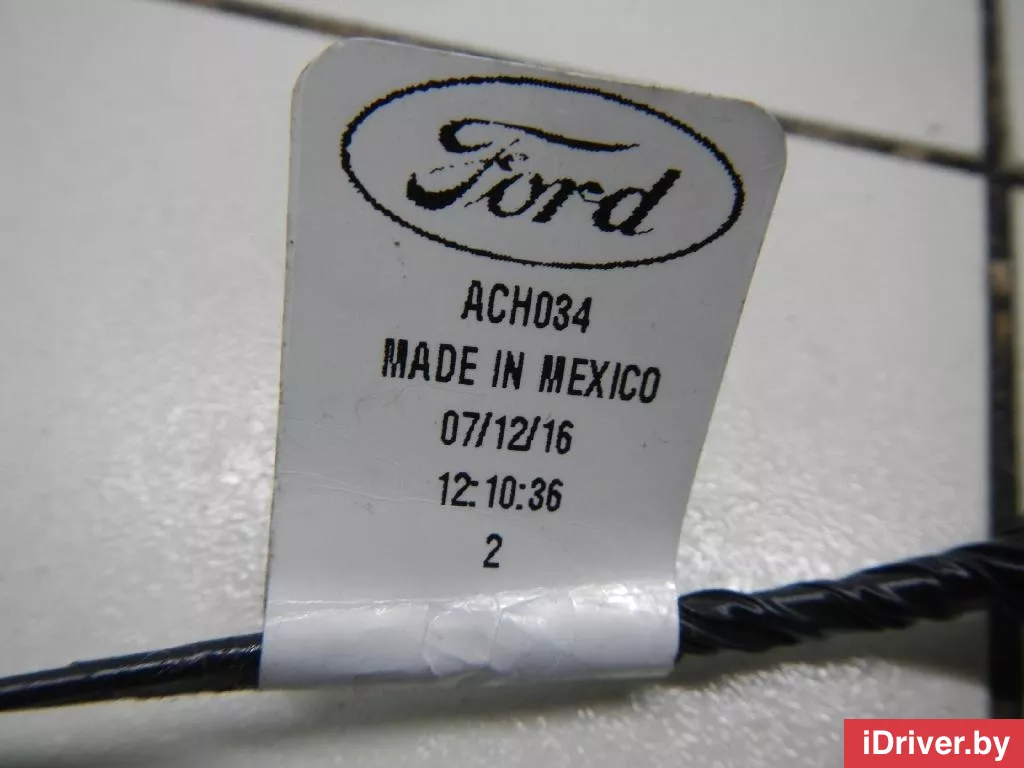 Ford
ACH034
MADE IN MEXICO
07/12/16
12:10:36
2
iDriver.by